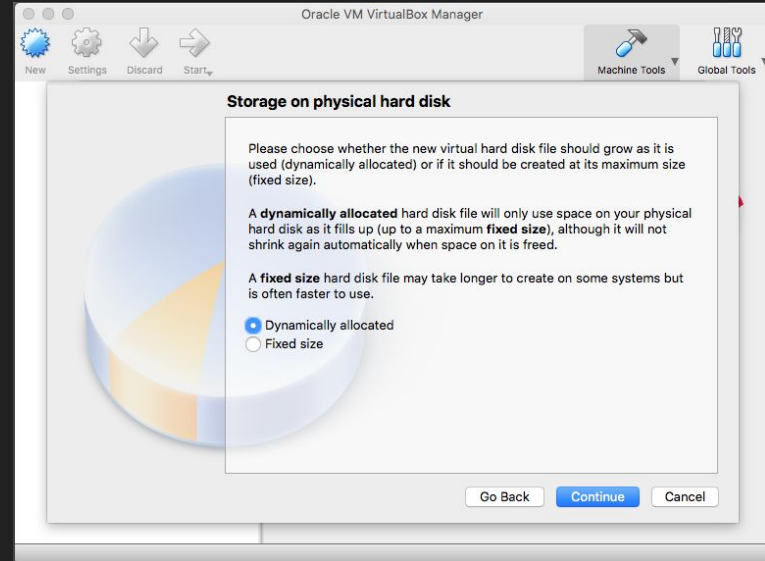 Oracle VM VirtualBox Manager
New Settings Discard Start Machine Tools Global Tools
Storage on physical hard disk
Please choose whether the new virtual hard disk file should grow as it is
used (dynamically allocated) or if it should be created at its maximum size
(fixed size).
A dynamically allocated hard disk file will only use space on your physical
hard disk as it fills up (up to a maximum fixed size), although it will not
shrink again automatically when space on it is freed.
A fixed size hard disk file may take longer to create on some systems but
is often faster to use.
Dynamically allocated
Fixed size
Go Back Continue Cancel